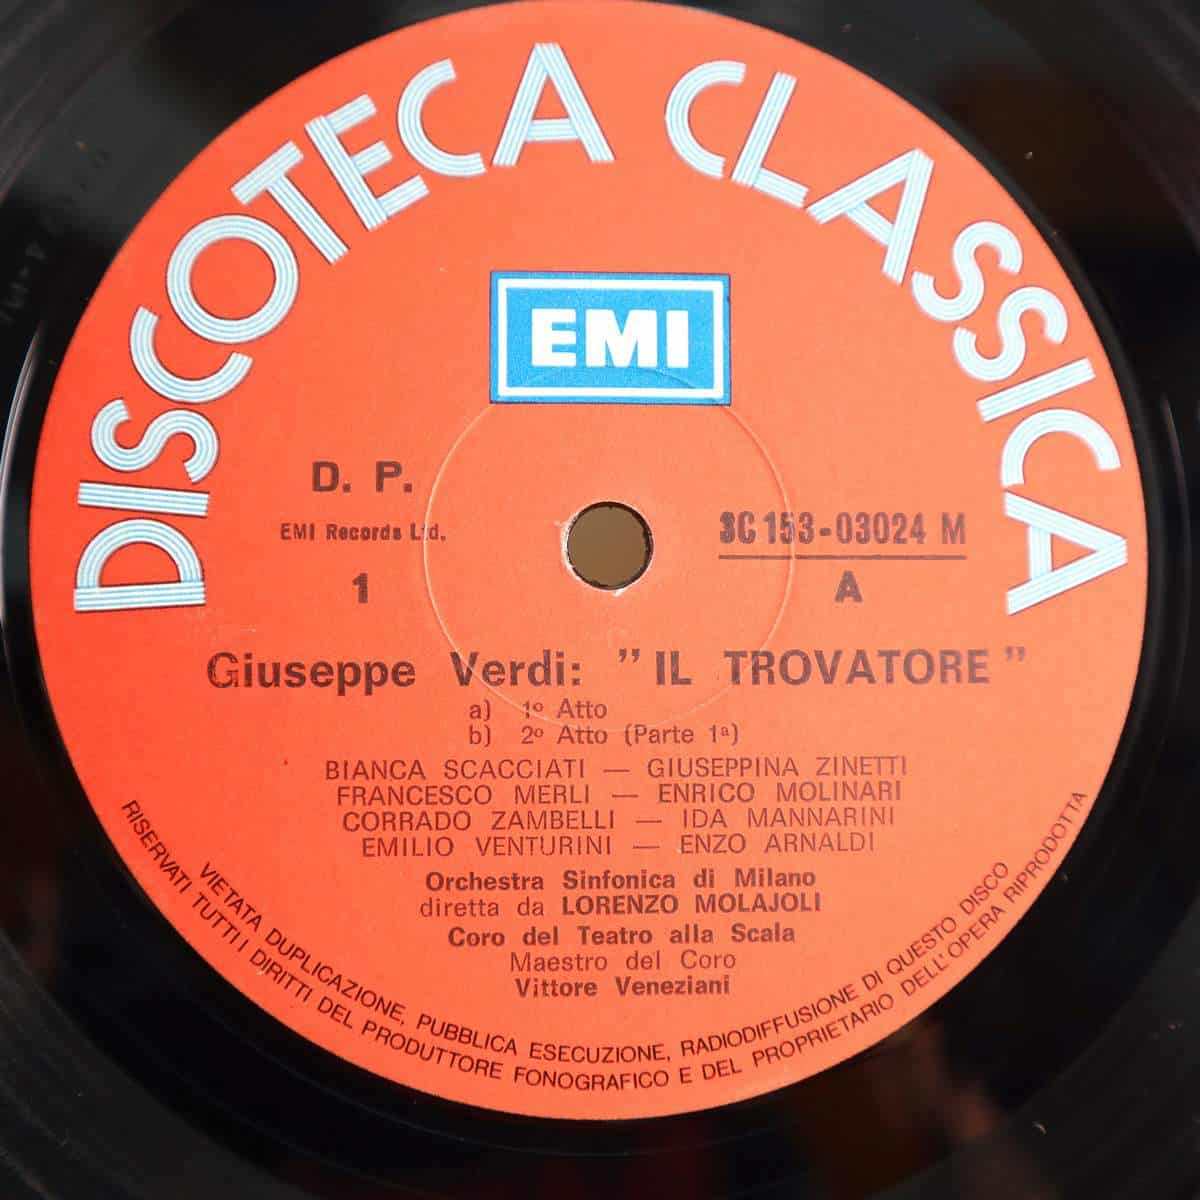 DISCOTECA CLASSICA
EMI
D. P.
EMI Records Ltd.
3C 153-03024 M
1
A
Giuseppe Verdi: "IL TROVATORE"
a) 1º Atto
b) 2º Atto (Parte 1ª)
BIANCA SCACCIATI — GIUSEPPINA ZINETTI
FRANCESCO MERLI — ENRICO MOLINARI
CORRADO ZAMBELLI — IDA MANNARINI
EMILIO VENTURINI — ENZO ARNALDI
Orchestra Sinfonica di Milano
diretta da LORENZO MOLAJOLI
Coro del Teatro alla Scala
Maestro del Coro
Vittore Veneziani
VIETATA DUPLICAZIONE, PUBBLICA ESECUZIONE, RADIODIFFUSIONE DI QUESTO DISCO
RISERVATI TUTTI I DIRITTI DEL PRODUTTORE FONOGRAFICO E DEL PROPRIETARIO DELL'OPERA RIPRODOTTA